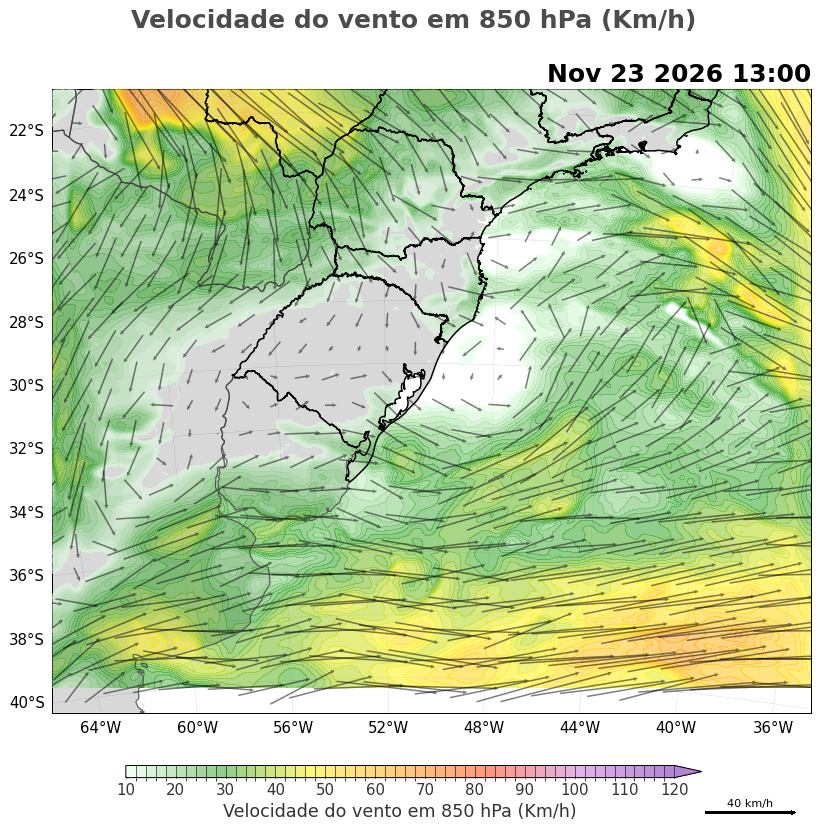 Velocidade do vento em 850 hPa (Km/h)
Nov 23 2026 13:00
22°S
24°S
26°S
28°S
30°S
32°S
34°S
36°S
38°S
40°S
64°W 60°W 56°W 52°W 48°W 44°W 40°W 36°W
10 20 30 40 50 60 70 80 90 100 110 120
Velocidade do vento em 850 hPa (Km/h)
40 km/h